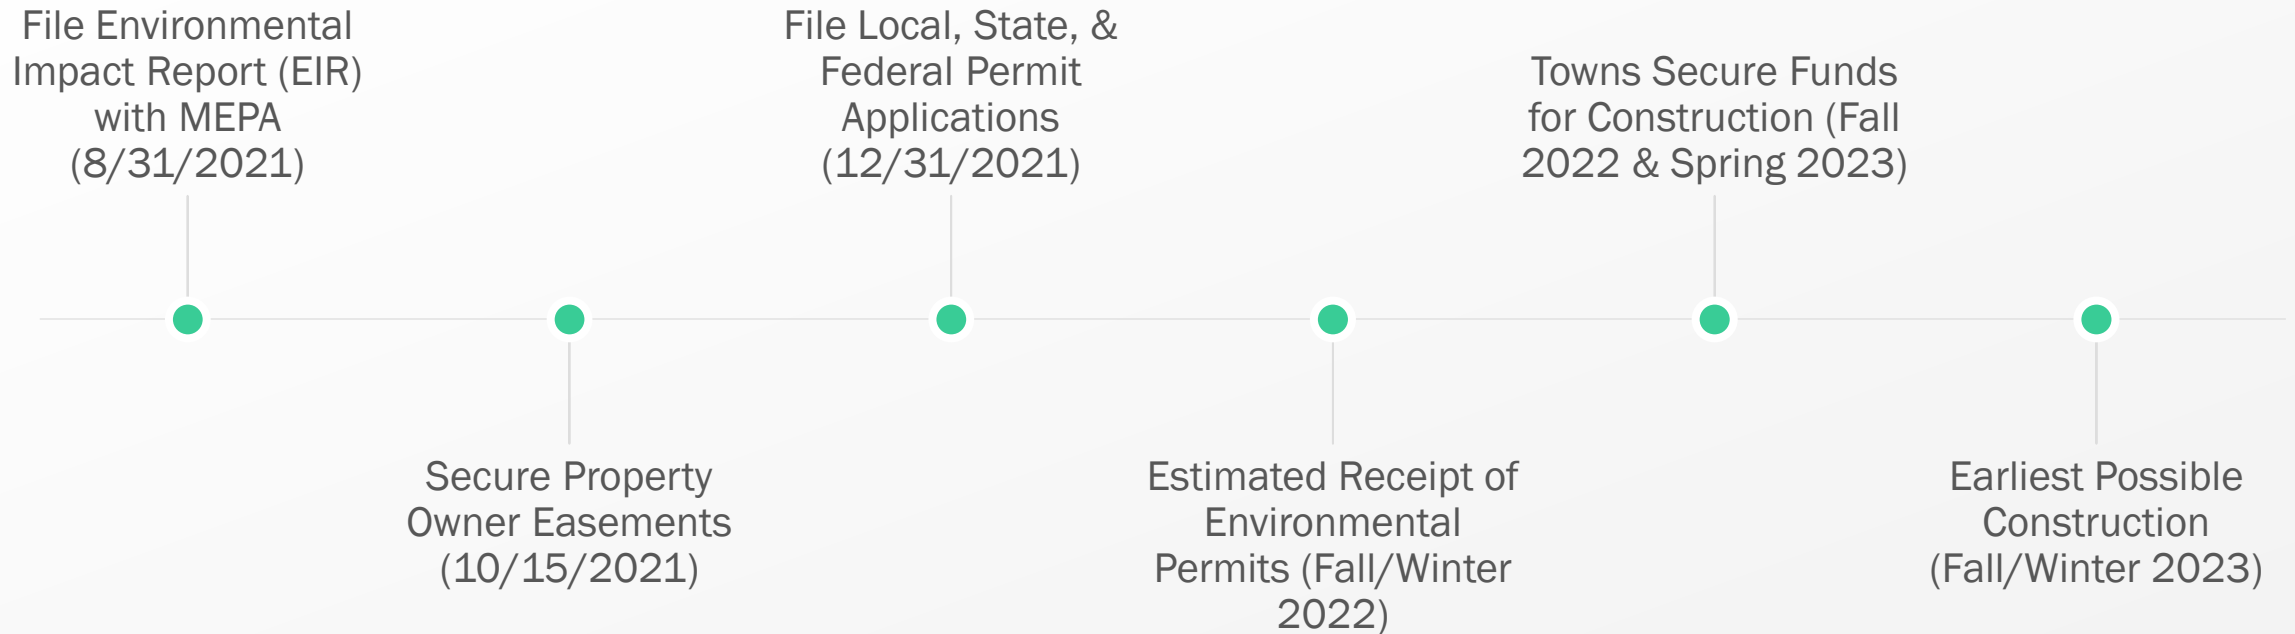 File Environmental
Impact Report (EIR)
with MEPA
(8/31/2021)
Secure Property
Owner Easements
(10/15/2021)
File Local, State, &
Federal Permit
Applications
(12/31/2021)
Estimated Receipt of
Environmental
Permits (Fall/Winter
2022)
Towns Secure Funds
for Construction (Fall
2022 & Spring 2023)
Earliest Possible
Construction
(Fall/Winter 2023)